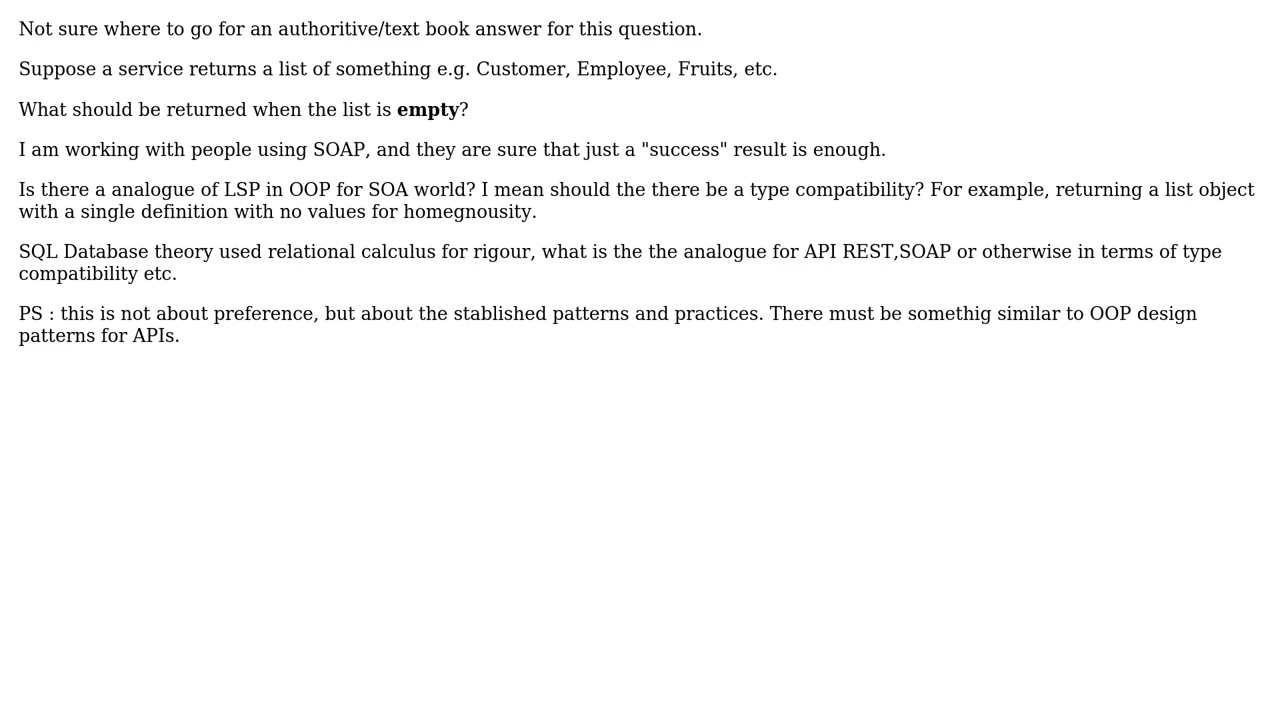 Not sure where to go for an authoritive/text book answer for this question.
Suppose a service returns a list of something e.g. Customer, Employee, Fruits, etc.
What should be returned when the list is empty?
I am working with people using SOAP, and they are sure that just a "success" result is enough.
Is there a analogue of LSP in OOP for SOA world? I mean should the there be a type compatibility? For example, returning a list object
with a single definition with no values for homegnousity.
SQL Database theory used relational calculus for rigour, what is the the analogue for API REST,SOAP or otherwise in terms of type
compatibility etc.
PS : this is not about preference, but about the stablished patterns and practices. There must be somethig similar to OOP design
patterns for APIs.